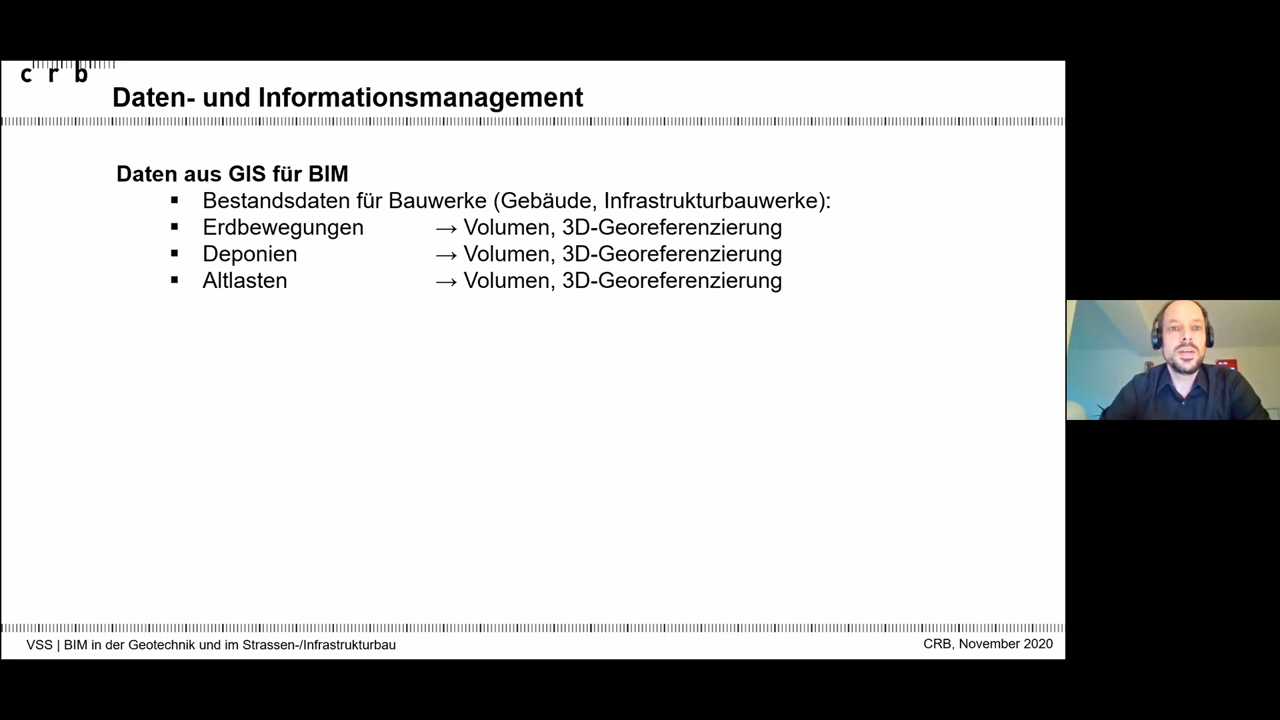 crb
Daten- und Informationsmanagement
Daten aus GIS für BIM
▪ Bestandsdaten für Bauwerke (Gebäude, Infrastrukturbauwerke):
▪ Erdbewegungen → Volumen, 3D-Georeferenzierung
▪ Deponien → Volumen, 3D-Georeferenzierung
▪ Altlasten → Volumen, 3D-Georeferenzierung
VSS | BIM in der Geotechnik und im Strassen-/Infrastrukturbau
CRB, November 2020